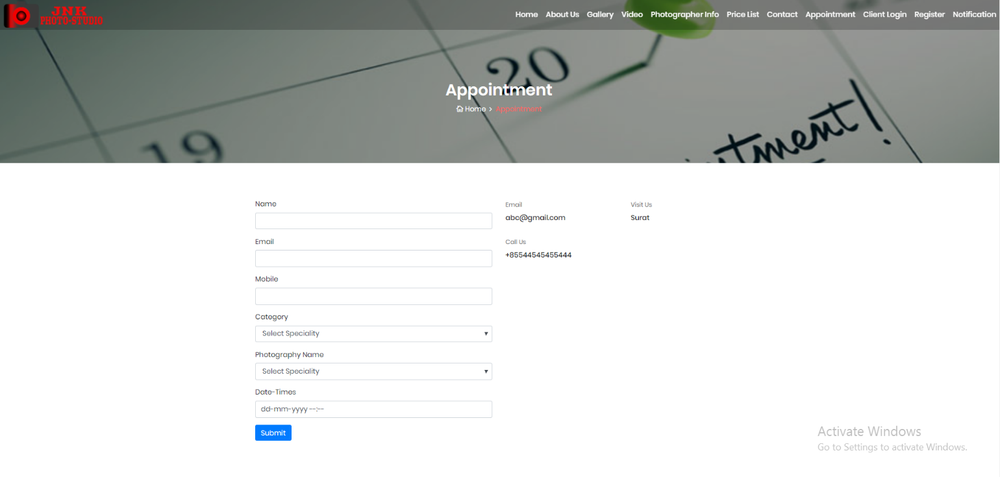 JNK
PHOTO-STUDIO
Home About Us Gallery Video Photographer Info Price List Contact Appointment Client Login Register Notification
20
Appointment
Home > Appointment
19
intment!
Name
Email
abc@gmail.com
Visit Us
Surat
Email
Call Us
+85544545455444
Mobile
Category
Select Speciality
Photography Name
Select Speciality
Date-Times
dd-mm-yyyy --:--
Submit
Activate Windows
Go to Settings to activate Windows.